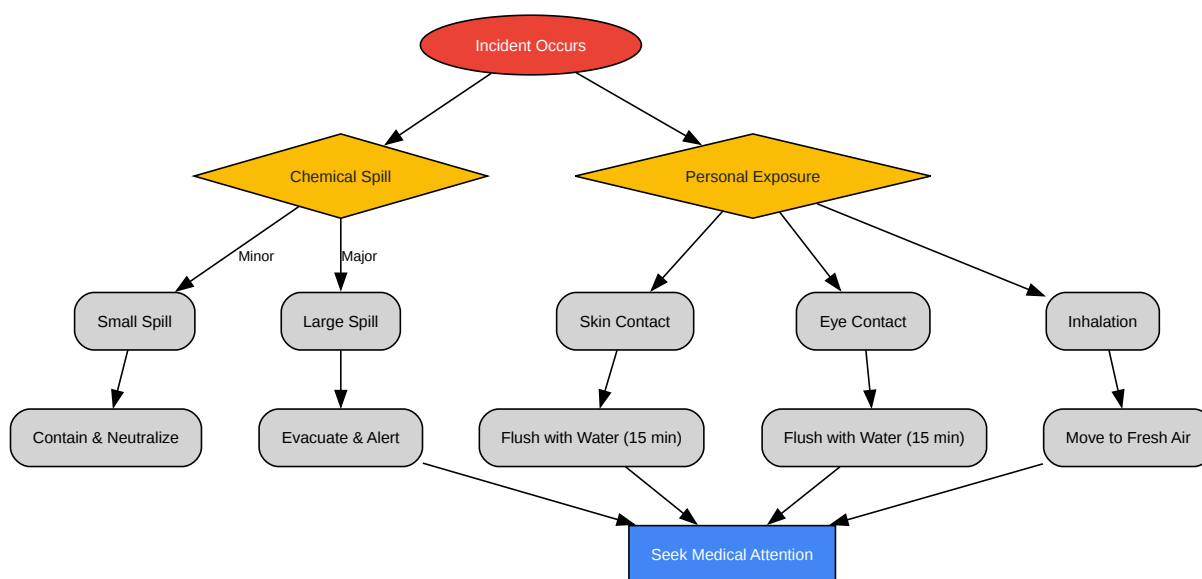 Incident Occurs
Chemical Spill
Personal Exposure
Minor
Major
Small Spill
Large Spill
Skin Contact
Eye Contact
Inhalation
Contain & Neutralize
Evacuate & Alert
Flush with Water (15 min)
Flush with Water (15 min)
Move to Fresh Air
Seek Medical Attention